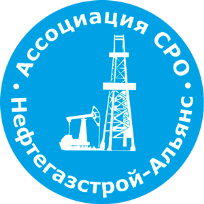 Ассоциация СРО
Нефтегазстрой-Альянс